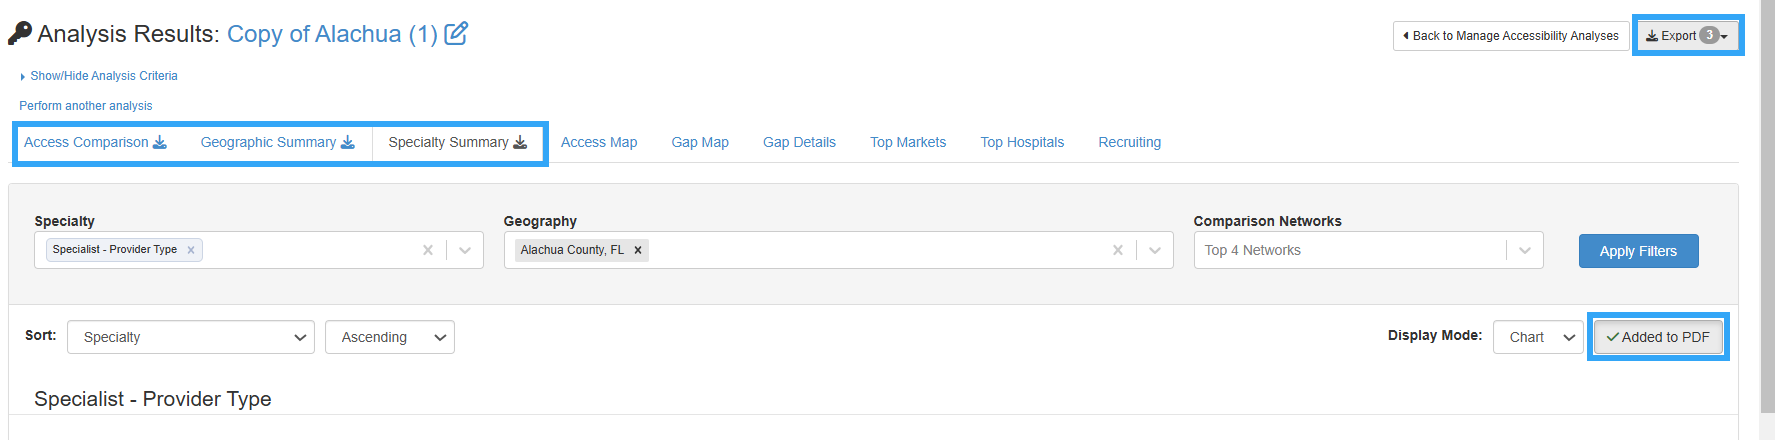 Analysis Results: Copy of Alachua (1)
Back to Manage Accessibility Analyses
Export 3
Show/Hide Analysis Criteria
Perform another analysis
Access Comparison
Geographic Summary
Specialty Summary
Access Map
Gap Map
Gap Details
Top Markets
Top Hospitals
Recruiting
Specialty
Geography
Comparison Networks
Specialist - Provider Type ×
Alachua County, FL ×
Top 4 Networks
Apply Filters
Sort:
Specialty
Ascending
Display Mode:
Chart
Added to PDF
Specialist - Provider Type